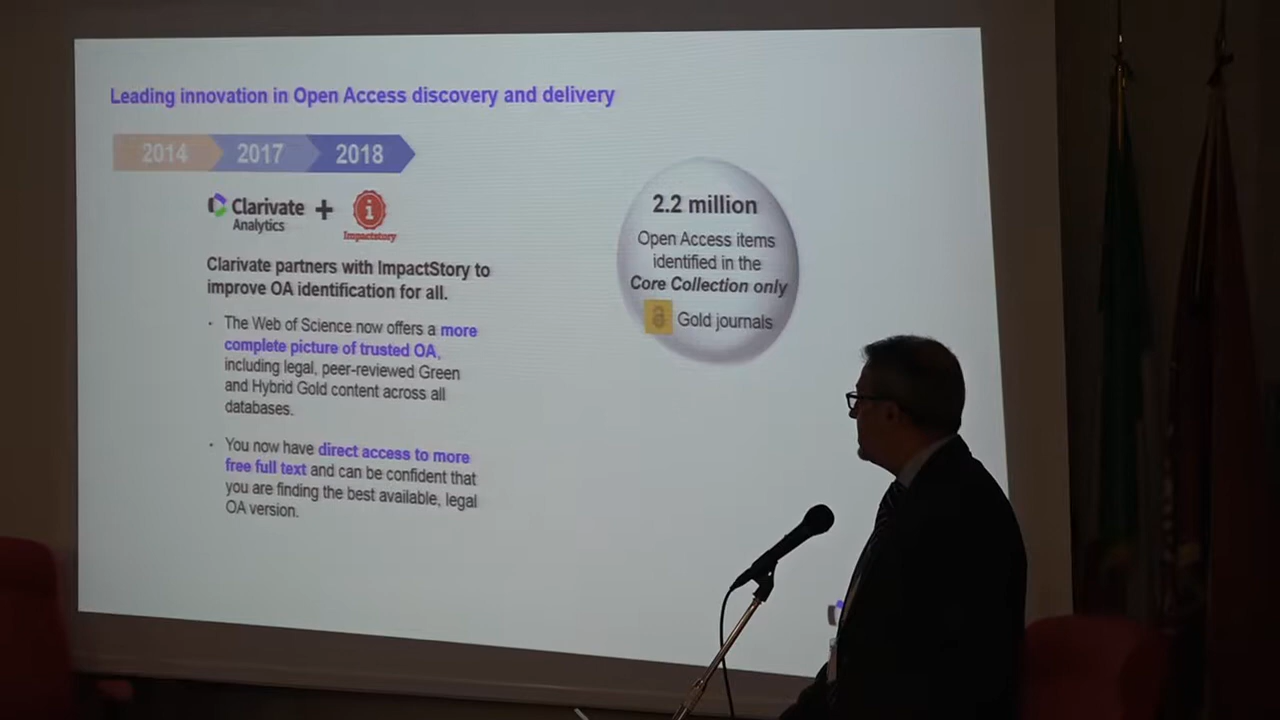 Leading innovation in Open Access discovery and delivery
2014 2017 2018
Clarivate
Analytics
+
Impactstory
Clarivate partners with ImpactStory to
improve OA identification for all.
· The Web of Science now offers a more
complete picture of trusted OA,
including legal, peer-reviewed Green
and Hybrid Gold content across all
databases.
· You now have direct access to more
free full text and can be confident that
you are finding the best available, legal
OA version.
2.2 million
Open Access items
identified in the
Core Collection only
Gold journals